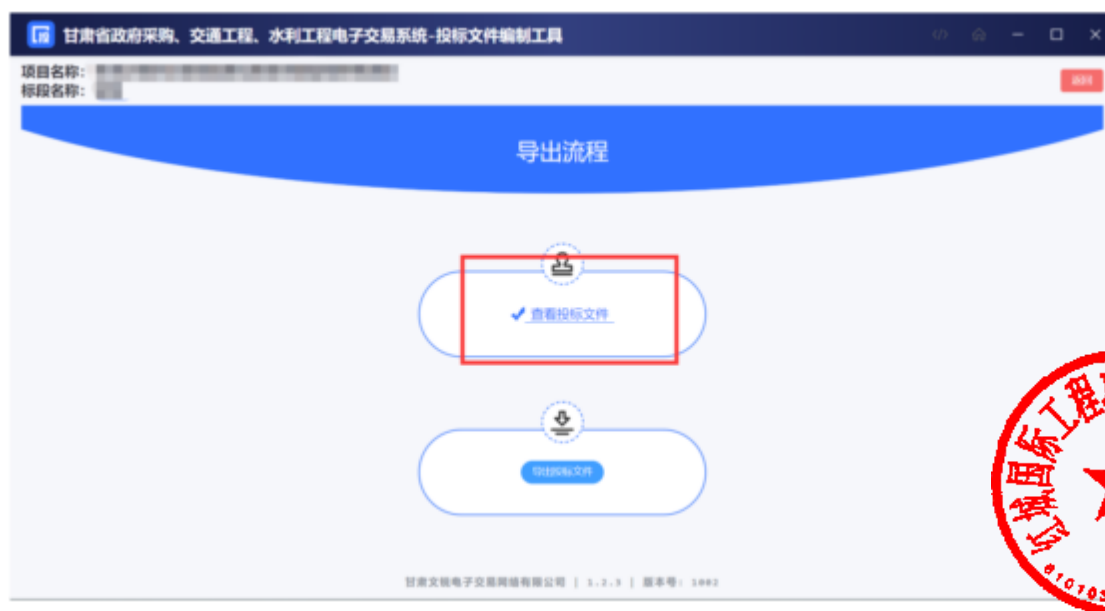 甘肃省政府采购、交通工程、水利工程电子交易系统-投标文件编制工具
项目名称：
标段名称：
返回
导出流程
查看投标文件
导出投标文件
甘肃文锐电子交易网络有限公司 | 1.2.3 | 版本号: 1002
国际工程